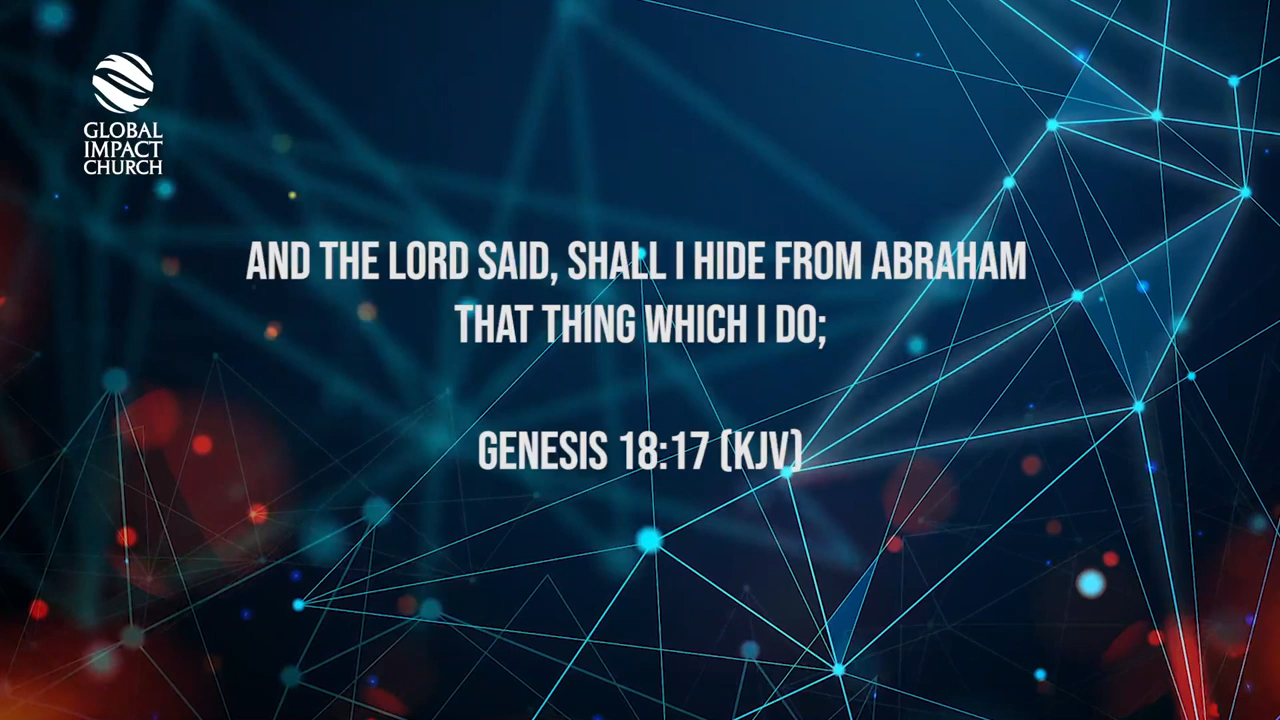 GLOBAL
IMPACT
CHURCH
AND THE LORD SAID, SHALL I HIDE FROM ABRAHAM
THAT THING WHICH I DO;
GENESIS 18:17 (KJV)